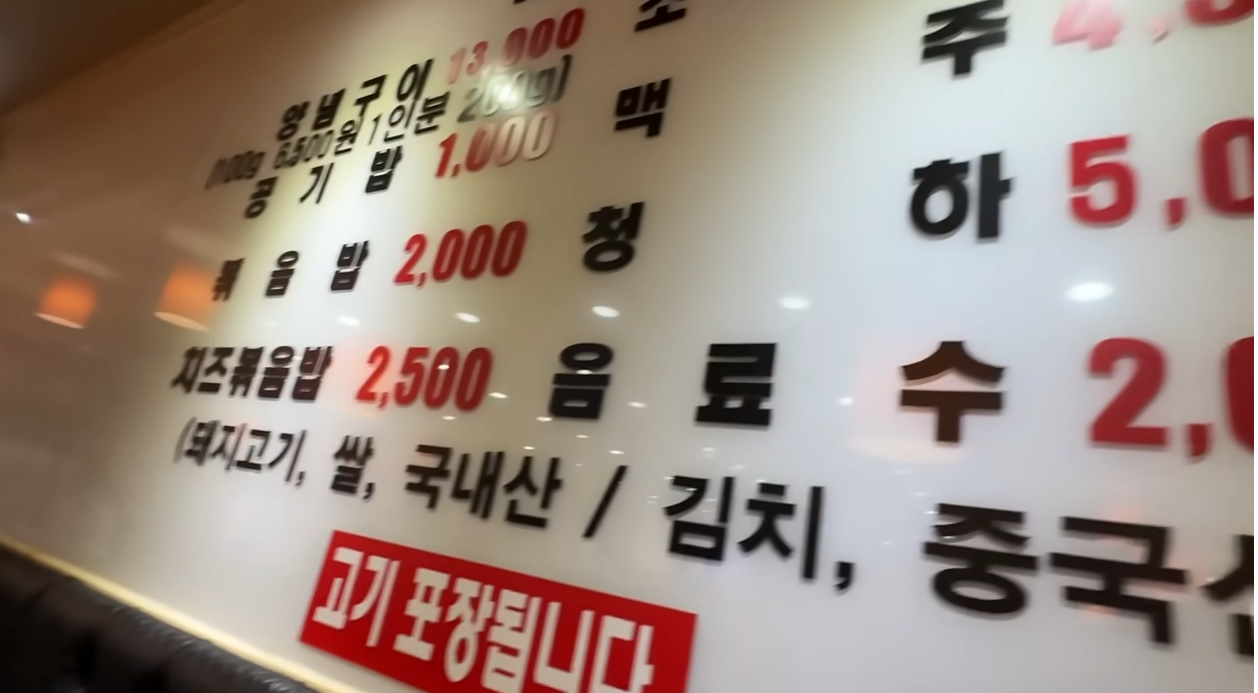 양념구이 13,000
(100g 6,500원 1인분 200g)
공기밥 1,000
볶음밥 2,000
치즈볶음밥 2,500
소 주
맥
청 하 5,0
음료수 2,0
(돼지고기, 쌀, 국내산 / 김치, 중국산
고기 포장됩니다